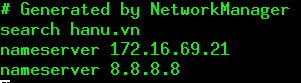 # Generated by NetworkManager
search hanu.vn
nameserver 172.16.69.21
nameserver 8.8.8.8